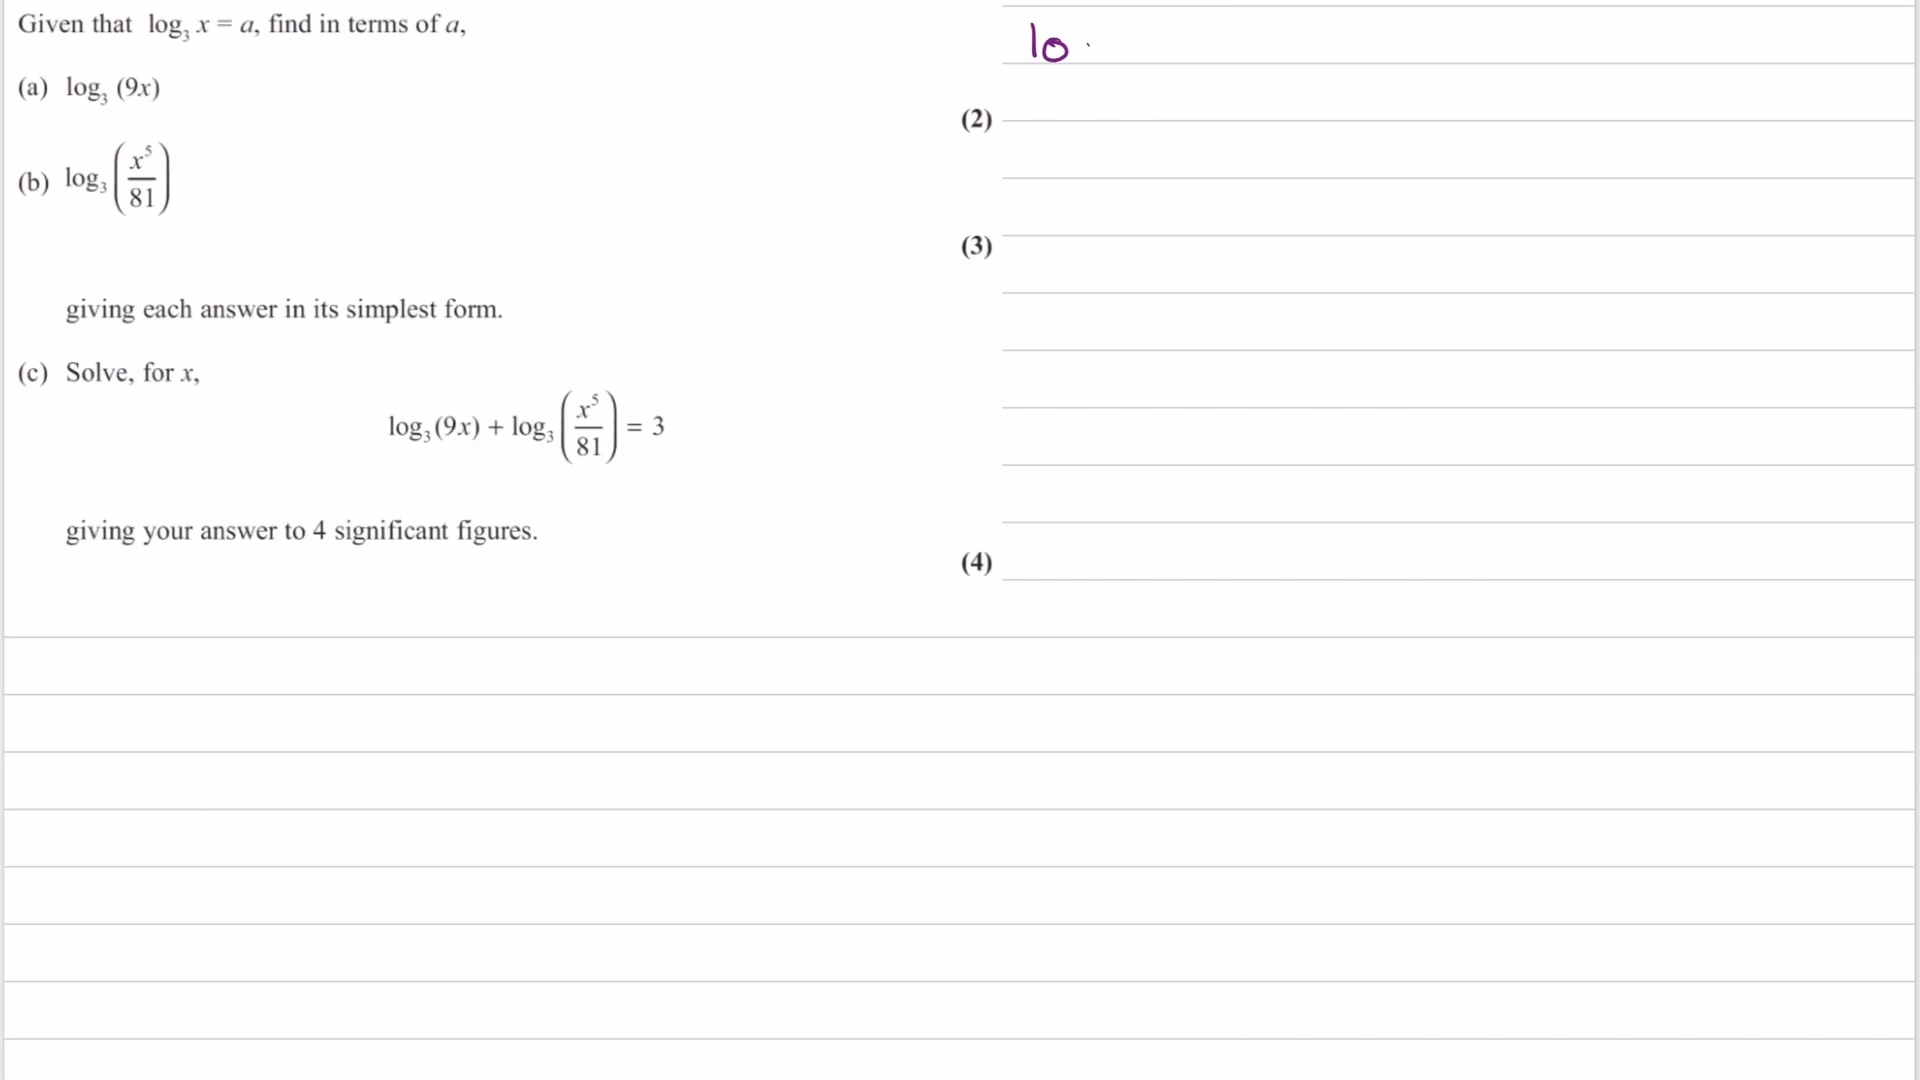 Given that log₃ x = a, find in terms of a,
(a) log₃ (9x)
(2)
(b) log₃ (x⁵/81)
(3)
giving each answer in its simplest form.
(c) Solve, for x,
log₃(9x) + log₃ (x⁵/81) = 3
giving your answer to 4 significant figures.
(4)
lo